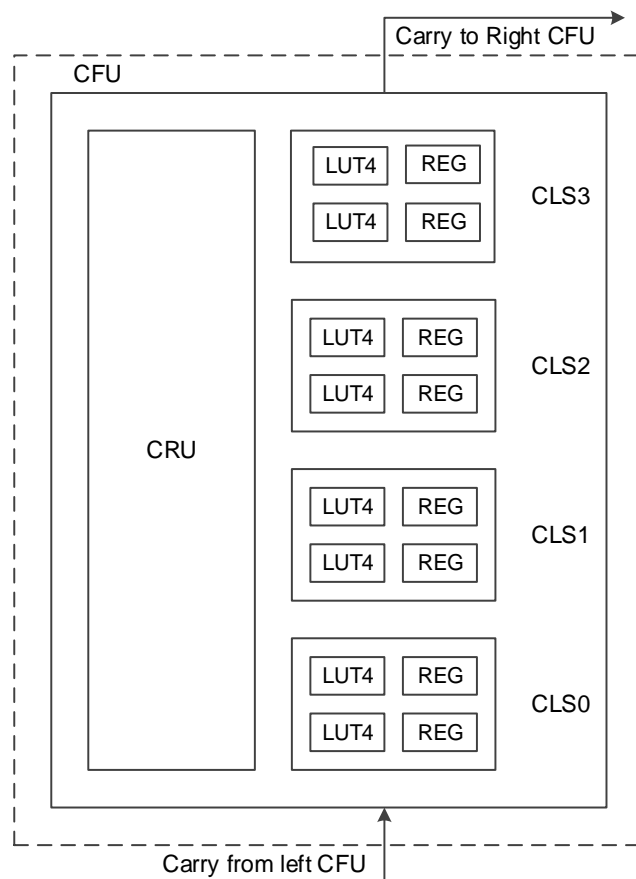 Carry to Right CFU
CFU
LUT4 REG
LUT4 REG
CLS3
LUT4 REG
LUT4 REG
CLS2
CRU
LUT4 REG
LUT4 REG
CLS1
LUT4 REG
LUT4 REG
CLS0
Carry from left CFU